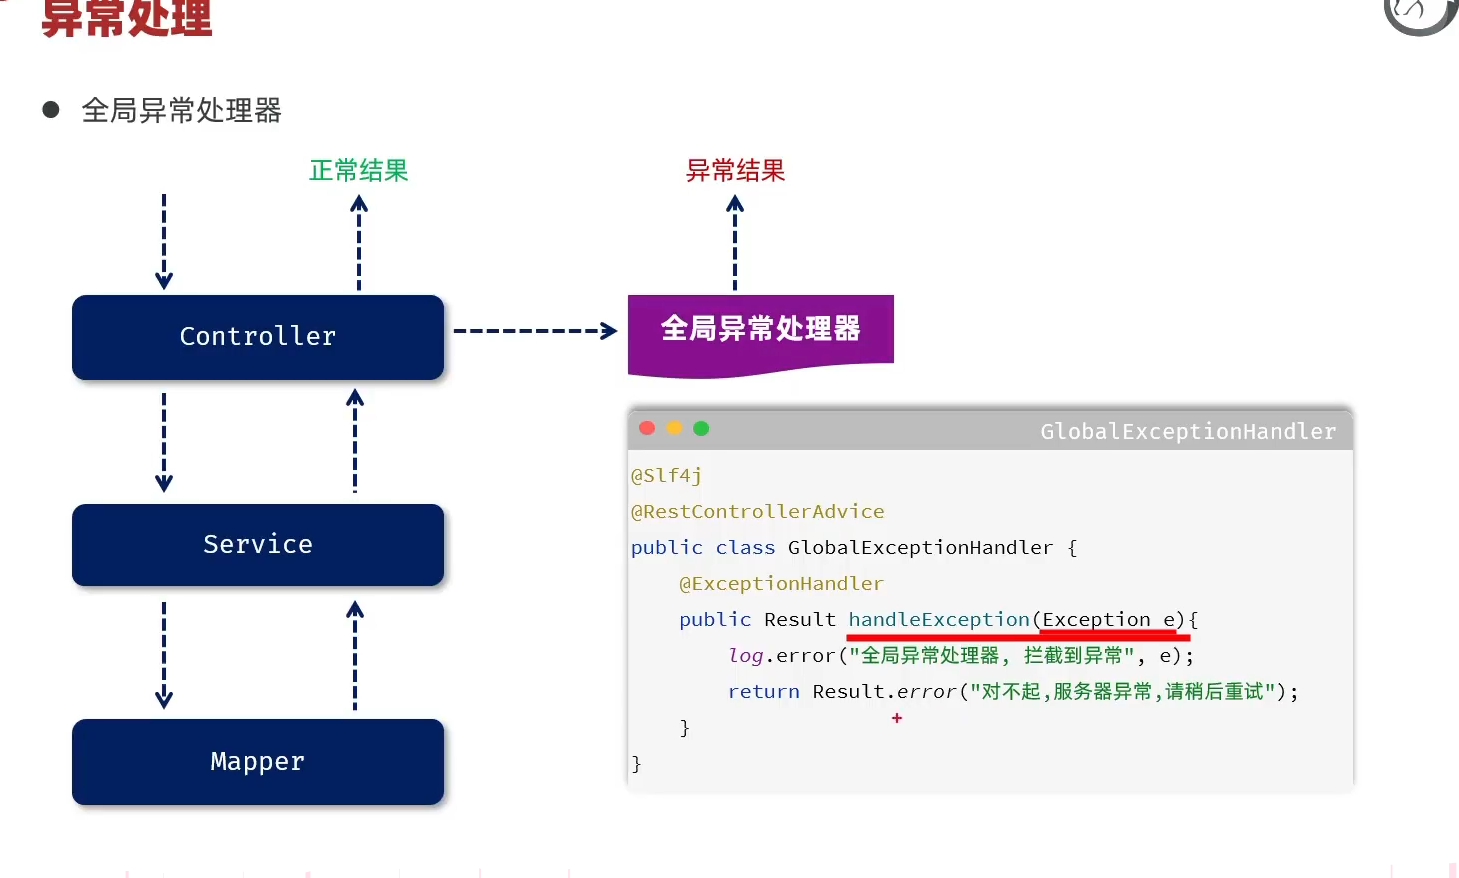 异常处理
全局异常处理器
正常结果
异常结果
Controller
全局异常处理器
Service
Mapper
GlobalExceptionHandler
@Slf4j
@RestControllerAdvice
public class GlobalExceptionHandler {
@ExceptionHandler
public Result handleException(Exception e){
log.error("全局异常处理器, 拦截到异常", e);
return Result.error("对不起,服务器异常,请稍后重试");
}
}